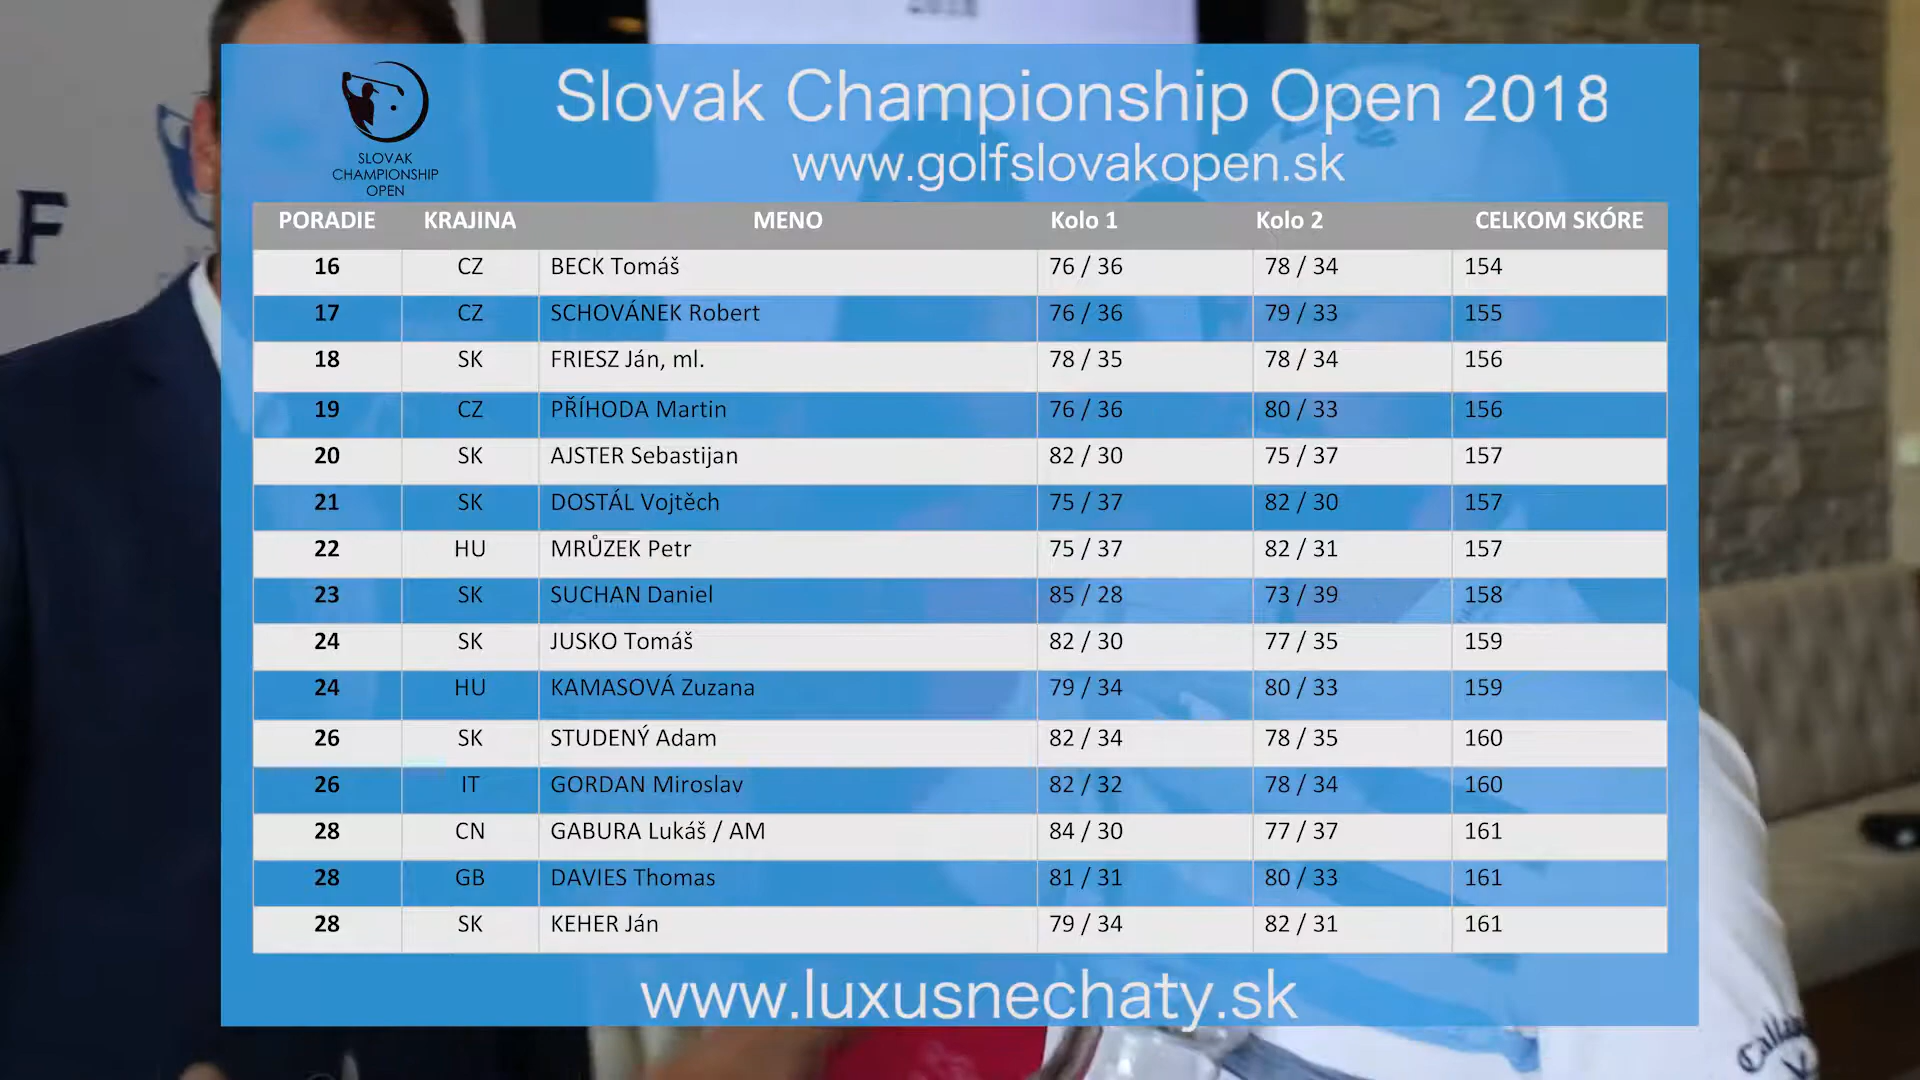 2018
LF
SLOVAK
CHAMPIONSHIP
OPEN
Slovak Championship Open 2018
www.golfslovakopen.sk
PORADIE KRAJINA MENO Kolo 1 Kolo 2 CELKOM SKÓRE
16 CZ BECK Tomáš 76 / 36 78 / 34 154
17 CZ SCHOVÁNEK Robert 76 / 36 79 / 33 155
18 SK FRIESZ Ján, ml. 78 / 35 78 / 34 156
19 CZ PŘÍHODA Martin 76 / 36 80 / 33 156
20 SK AJSTER Sebastijan 82 / 30 75 / 37 157
21 SK DOSTÁL Vojtěch 75 / 37 82 / 30 157
22 HU MRŮZEK Petr 75 / 37 82 / 31 157
23 SK SUCHAN Daniel 85 / 28 73 / 39 158
24 SK JUSKO Tomáš 82 / 30 77 / 35 159
24 HU KAMASOVÁ Zuzana 79 / 34 80 / 33 159
26 SK STUDENÝ Adam 82 / 34 78 / 35 160
26 IT GORDAN Miroslav 82 / 32 78 / 34 160
28 CN GABURA Lukáš / AM 84 / 30 77 / 37 161
28 GB DAVIES Thomas 81 / 31 80 / 33 161
28 SK KEHER Ján 79 / 34 82 / 31 161
www.luxusnechaty.sk